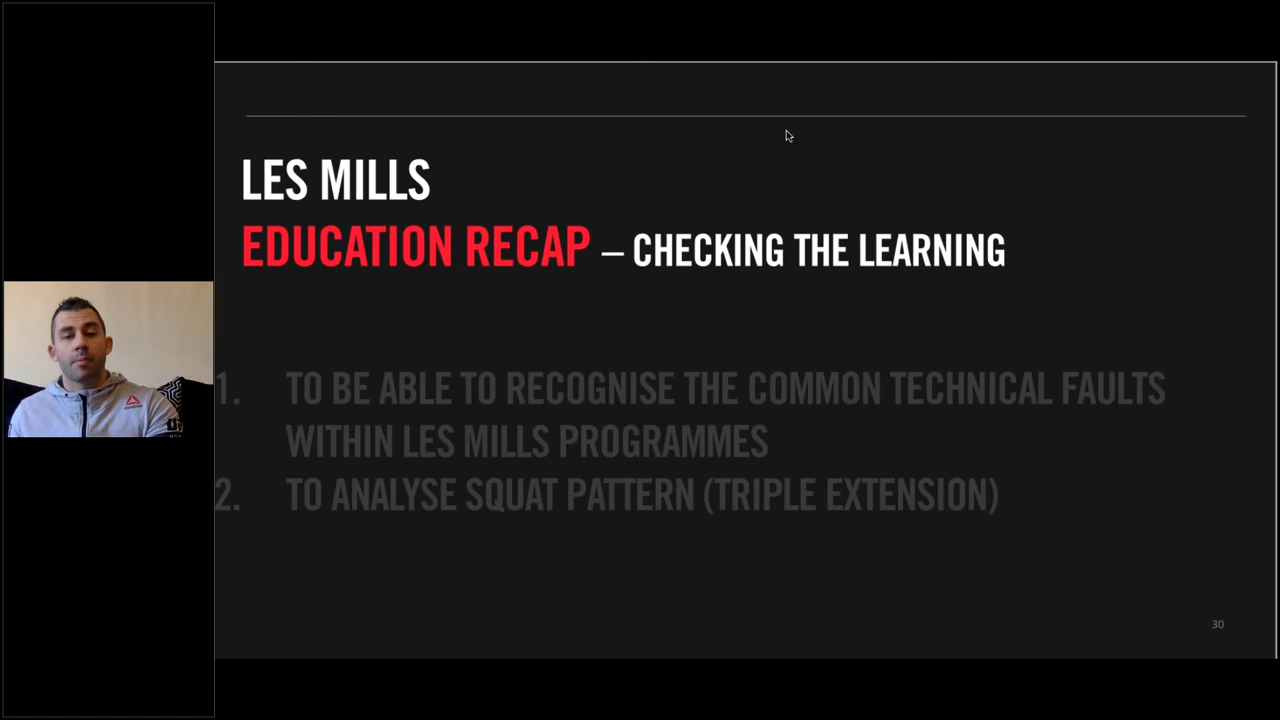 LES MILLS
EDUCATION RECAP – CHECKING THE LEARNING
1. TO BE ABLE TO RECOGNISE THE COMMON TECHNICAL FAULTS
WITHIN LES MILLS PROGRAMMES
2. TO ANALYSE SQUAT PATTERN (TRIPLE EXTENSION)
30